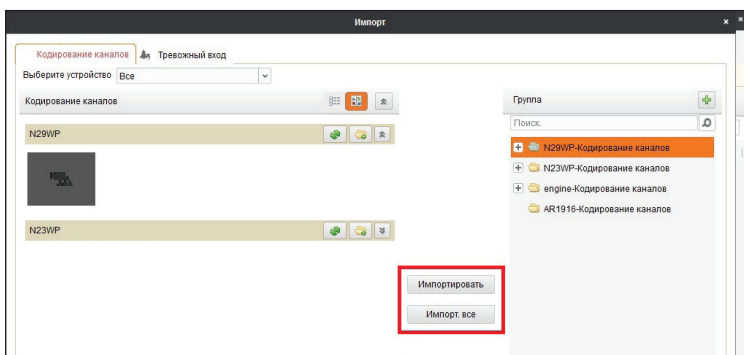 Импорт
Кодирование каналов
Тревожный вход
Выберите устройство Все
Кодирование каналов
N29WP
N23WP
Импортировать
Импорт. все
Группа
Поиск.
N29WP-Кодирование каналов
N23WP-Кодирование каналов
engine-Кодирование каналов
AR1916-Кодирование каналов